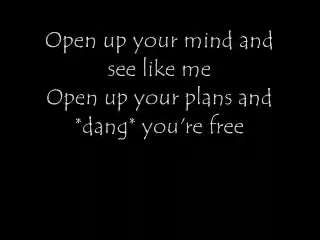 Open up your mind and
see like me
Open up your plans and
*dang* you're free